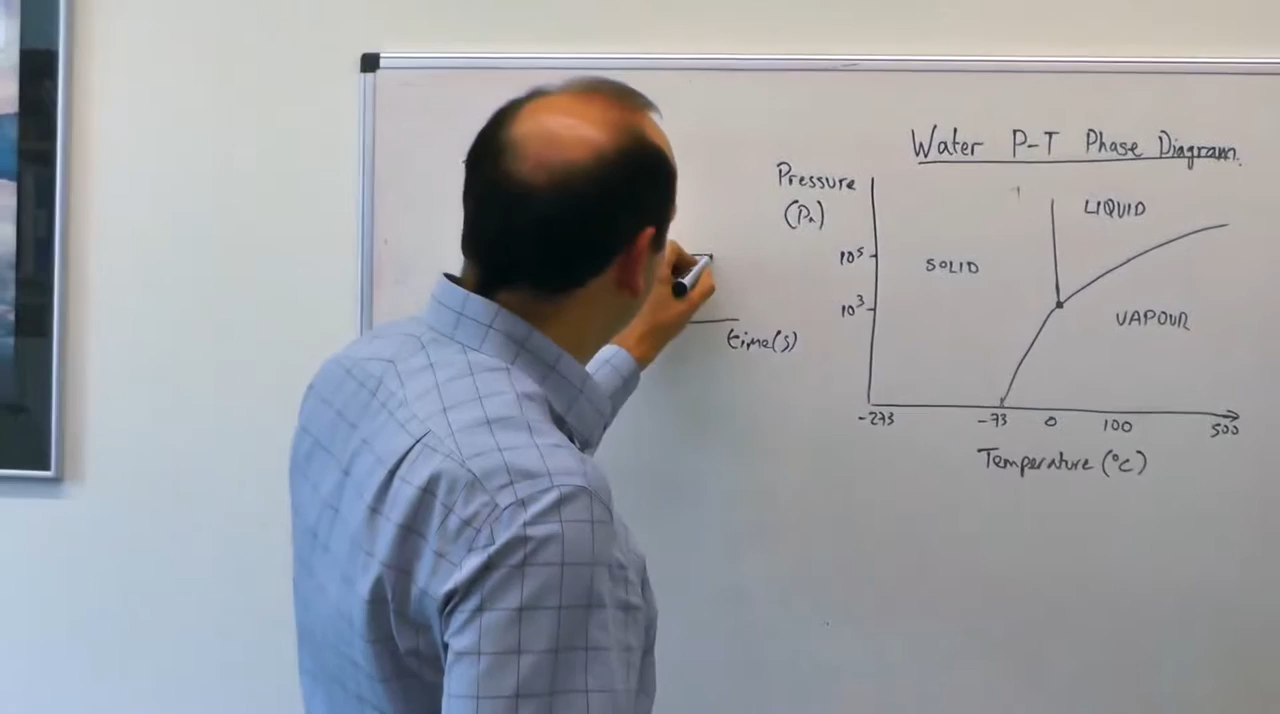 Water P-T Phase Diagram.
Pressure
(Pa)
LIQUID
10⁵
SOLID
10³
VAPOUR
time(s)
-273 -73 0 100 500
Temperature (°C)